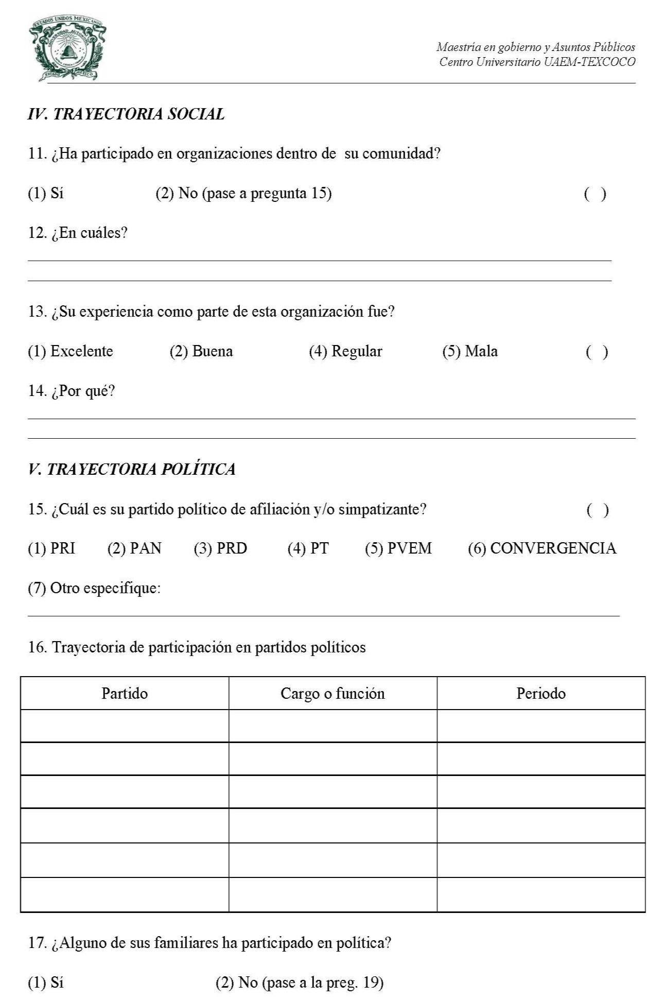 ESTADOS UNIDOS MEXICANOS
Maestría en gobierno y Asuntos Públicos
Centro Universitario UAEM-TEXCOCO
IV. TRAYECTORIA SOCIAL
11. ¿Ha participado en organizaciones dentro de su comunidad?
(1) Sí (2) No (pase a pregunta 15) ( )
12. ¿En cuáles?
13. ¿Su experiencia como parte de esta organización fue?
(1) Excelente (2) Buena (4) Regular (5) Mala ( )
14. ¿Por qué?
V. TRAYECTORIA POLÍTICA
15. ¿Cuál es su partido político de afiliación y/o simpatizante? ( )
(1) PRI (2) PAN (3) PRD (4) PT (5) PVEM (6) CONVERGENCIA
(7) Otro especifique:
16. Trayectoria de participación en partidos políticos
Partido Cargo o función Periodo
17. ¿Alguno de sus familiares ha participado en política?
(1) Sí (2) No (pase a la preg. 19)